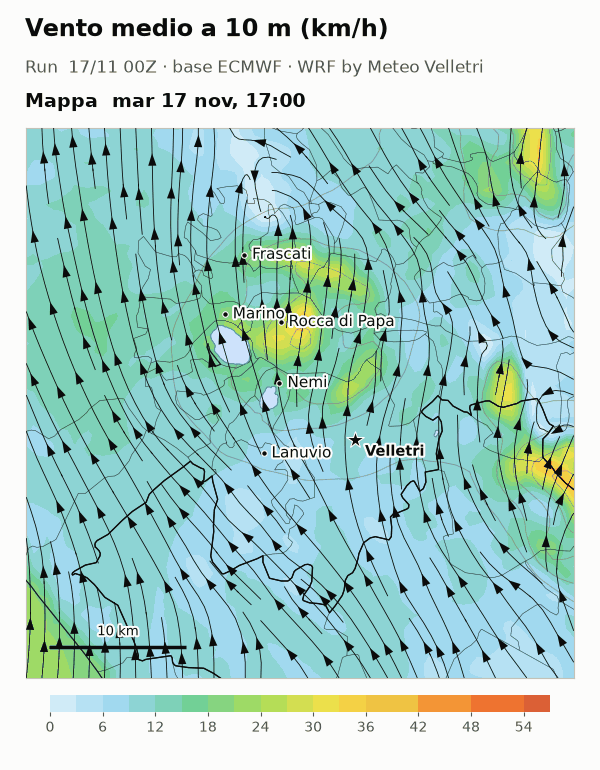 Vento medio a 10 m (km/h)
Run  17/11 00Z · base ECMWF · WRF by Meteo Velletri
Mappa  mar 17 nov, 17:00
Frascati
Marino
Rocca di Papa
Nemi
Velletri
Lanuvio
10 km
0 6 12 18 24 30 36 42 48 54